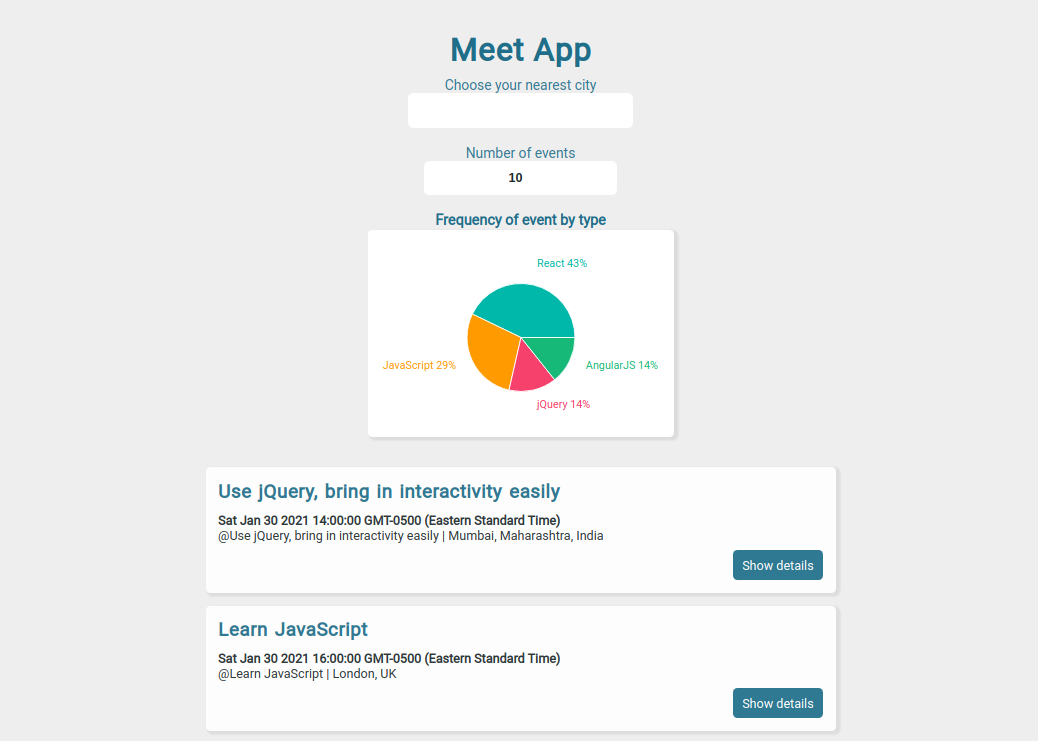 Meet App
Choose your nearest city
Number of events
10
Frequency of event by type
React 43%
JavaScript 29%
AngularJS 14%
jQuery 14%
Use jQuery, bring in interactivity easily
Sat Jan 30 2021 14:00:00 GMT-0500 (Eastern Standard Time)
@Use jQuery, bring in interactivity easily | Mumbai, Maharashtra, India
Show details
Learn JavaScript
Sat Jan 30 2021 16:00:00 GMT-0500 (Eastern Standard Time)
@Learn JavaScript | London, UK
Show details